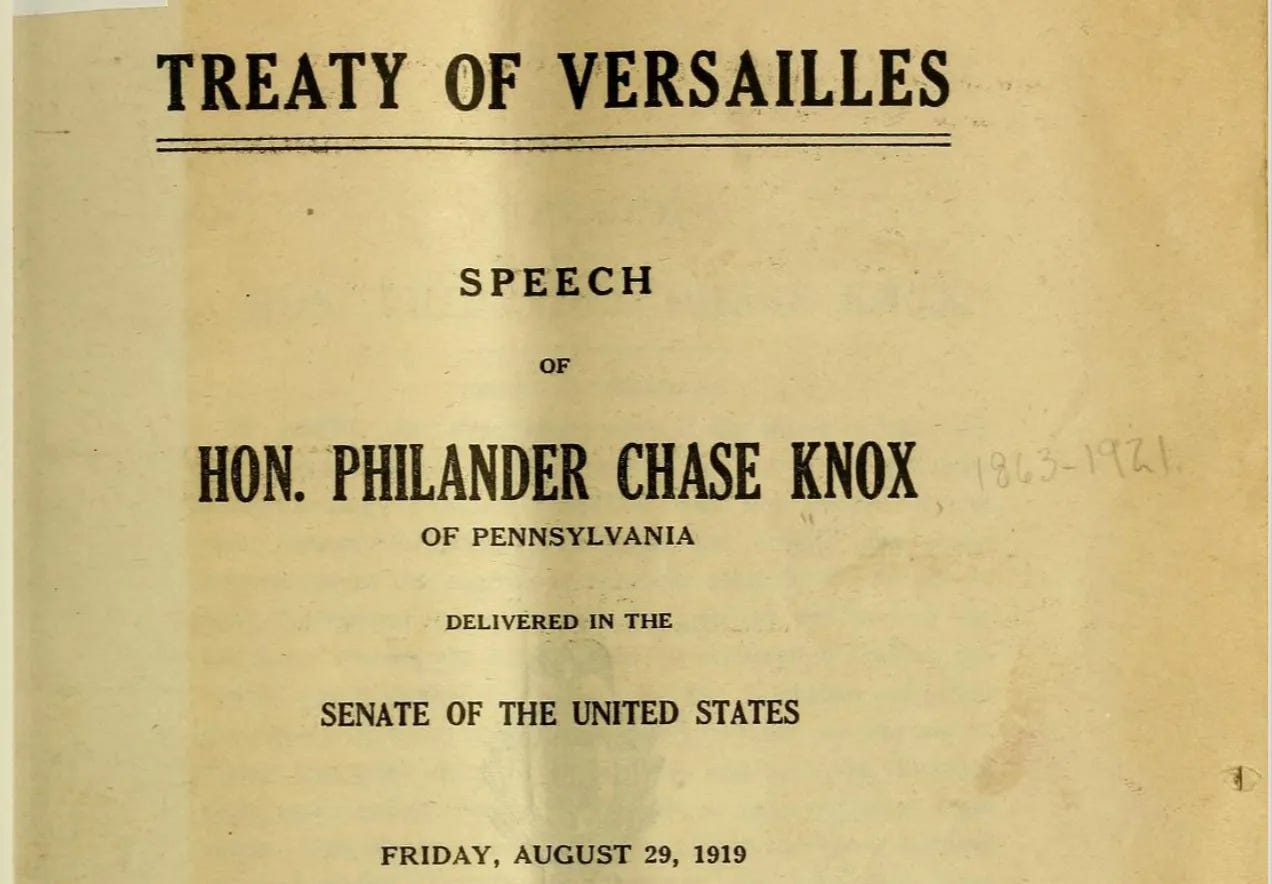 TREATY OF VERSAILLES
SPEECH
OF
HON. PHILANDER CHASE KNOX
1863-1921
OF PENNSYLVANIA
DELIVERED IN THE
SENATE OF THE UNITED STATES
FRIDAY, AUGUST 29, 1919